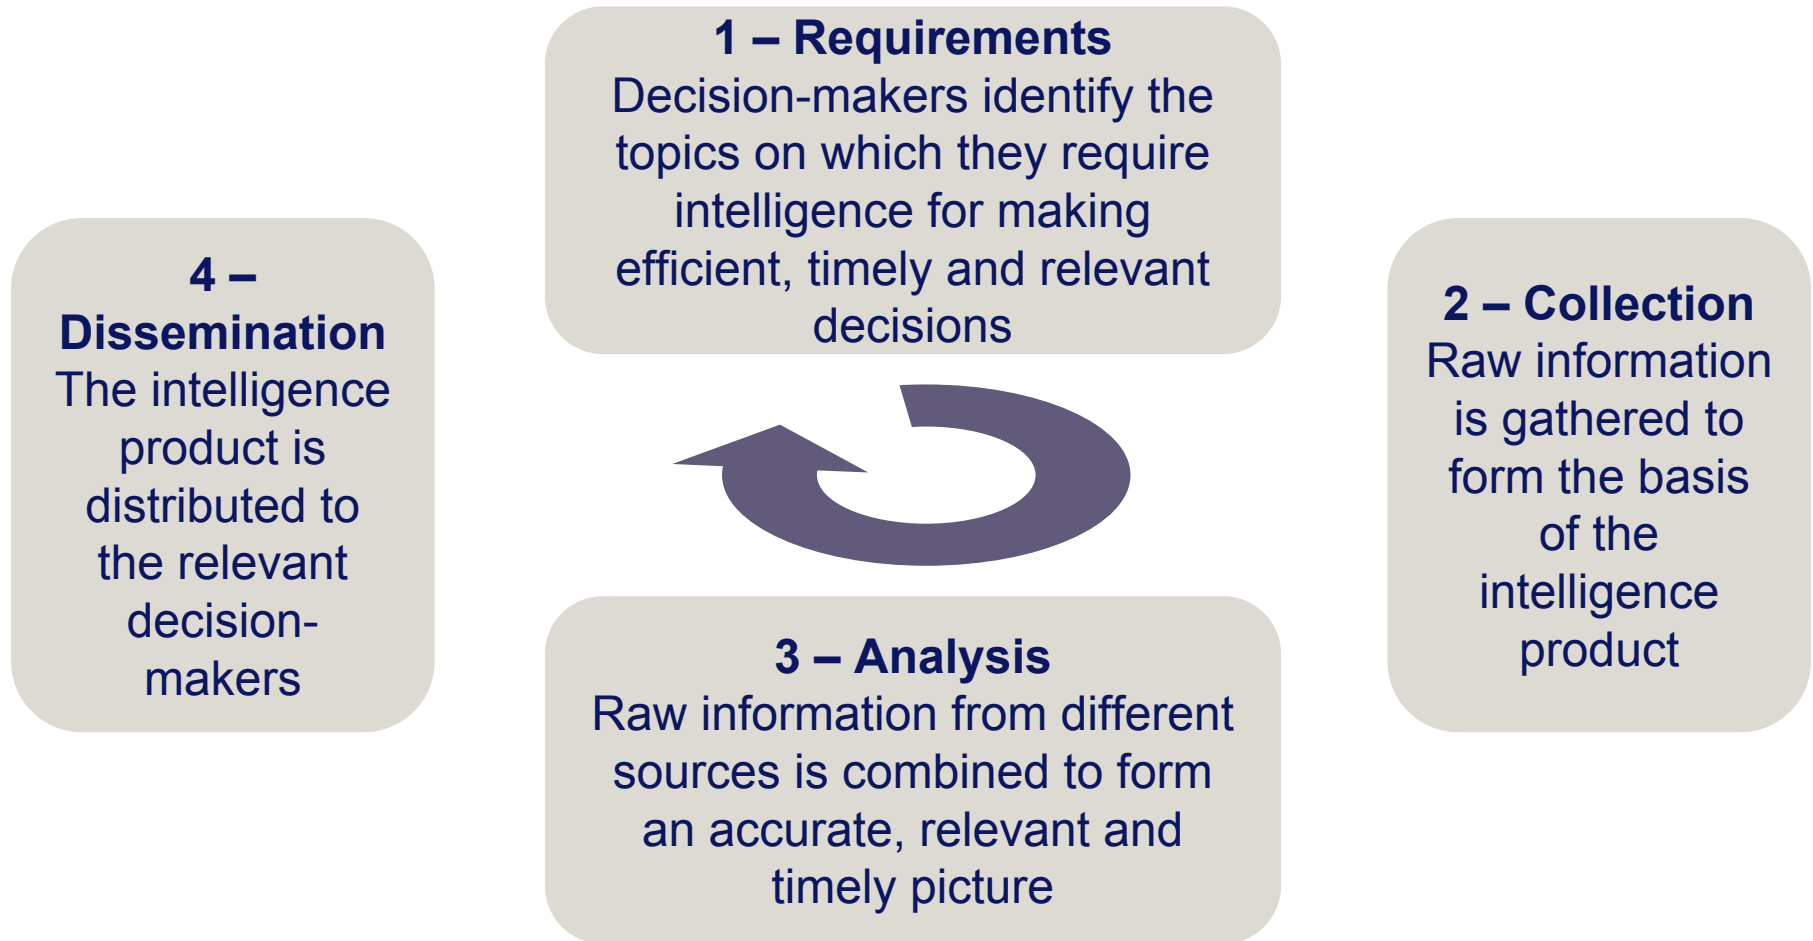 1 – Requirements
Decision-makers identify the
topics on which they require
intelligence for making
efficient, timely and relevant
decisions
2 – Collection
Raw information
is gathered to
form the basis
of the
intelligence
product
3 – Analysis
Raw information from different
sources is combined to form
an accurate, relevant and
timely picture
4 –
Dissemination
The intelligence
product is
distributed to
the relevant
decision-
makers